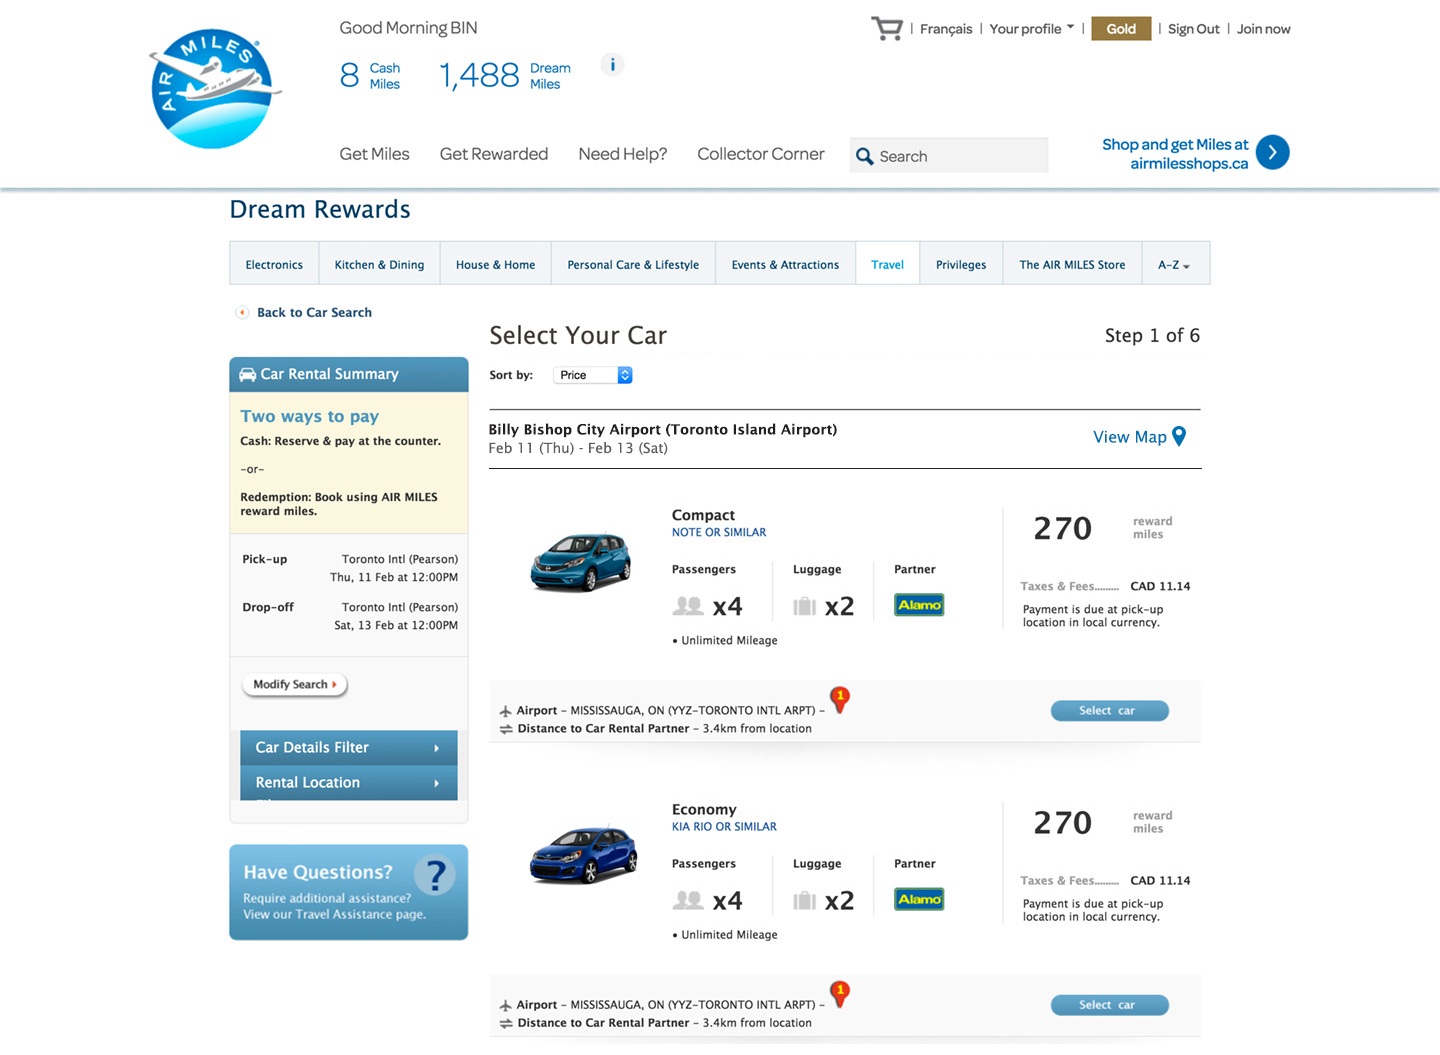 AIR MILES
Good Morning BIN
Français | Your profile | Gold | Sign Out | Join now
8 Cash Miles 1,488 Dream Miles i
Get Miles Get Rewarded Need Help? Collector Corner Search
Shop and get Miles at
airmilesshops.ca
Dream Rewards
Electronics Kitchen & Dining House & Home Personal Care & Lifestyle Events & Attractions Travel Privileges The AIR MILES Store A-Z
Back to Car Search
Select Your Car
Step 1 of 6
Sort by: Price
Car Rental Summary
Two ways to pay
Cash: Reserve & pay at the counter.
-or-
Redemption: Book using AIR MILES
reward miles.
Pick-up Toronto Intl (Pearson)
Thu, 11 Feb at 12:00PM
Drop-off Toronto Intl (Pearson)
Sat, 13 Feb at 12:00PM
Modify Search
Car Details Filter
Rental Location
Have Questions? ?
Require additional assistance?
View our Travel Assistance page.
Billy Bishop City Airport (Toronto Island Airport)
Feb 11 (Thu) - Feb 13 (Sat)
View Map
Compact
NOTE OR SIMILAR
Passengers Luggage Partner
x4 x2 Alamo
• Unlimited Mileage
270 reward miles
Taxes & Fees......... CAD 11.14
Payment is due at pick-up
location in local currency.
Airport - MISSISSAUGA, ON (YYZ-TORONTO INTL ARPT) - 1
Distance to Car Rental Partner - 3.4km from location
Select car
Economy
KIA RIO OR SIMILAR
Passengers Luggage Partner
x4 x2 Alamo
• Unlimited Mileage
270 reward miles
Taxes & Fees......... CAD 11.14
Payment is due at pick-up
location in local currency.
Airport - MISSISSAUGA, ON (YYZ-TORONTO INTL ARPT) - 1
Distance to Car Rental Partner - 3.4km from location
Select car